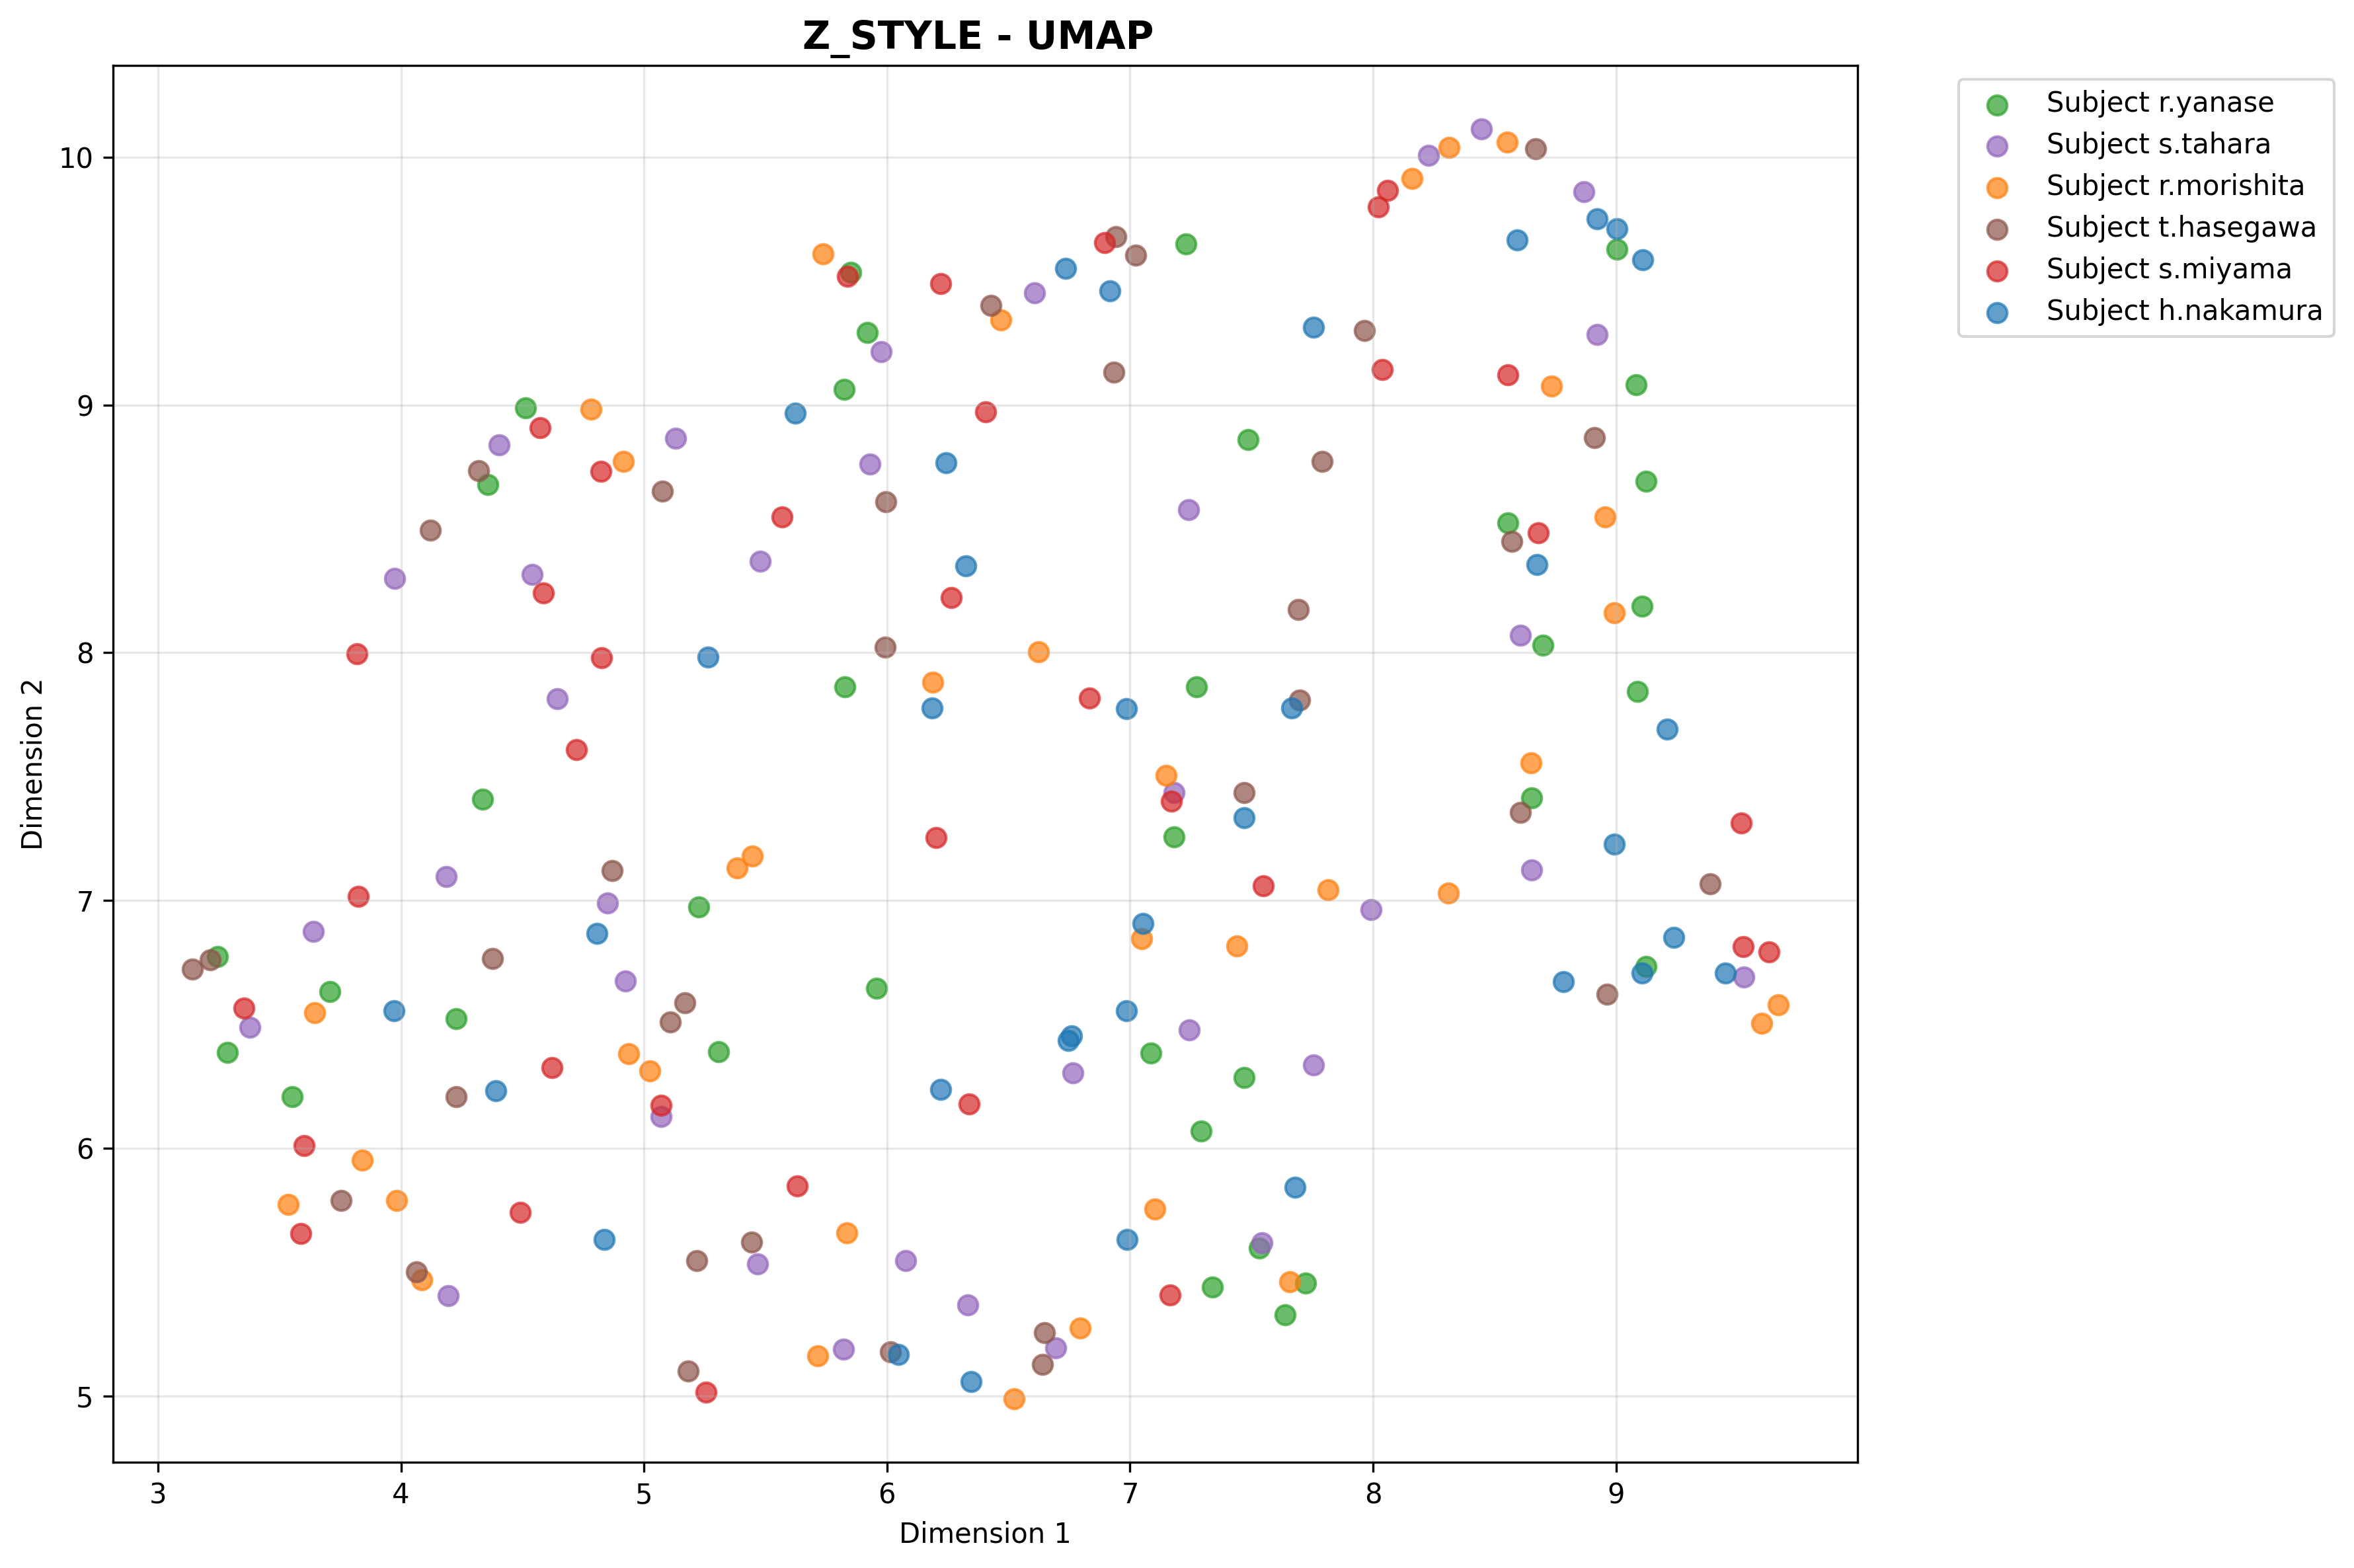 Z_STYLE - UMAP
Subject r.yanase
Subject s.tahara
Subject r.morishita
Subject t.hasegawa
Subject s.miyama
Subject h.nakamura
Dimension 2
10
9
8
7
6
5
3 4 5 6 7 8 9
Dimension 1